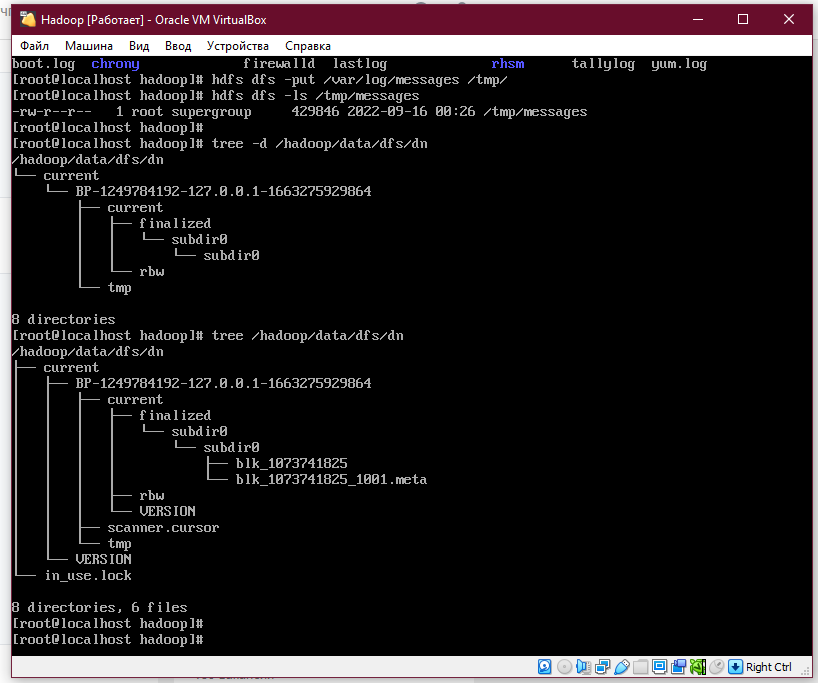 Hadoop [Работает] - Oracle VM VirtualBox
Файл Машина Вид Ввод Устройства Справка
boot.log chrony firewalld lastlog rhsm tallylog yum.log
[root@localhost hadoop]# hdfs dfs -put /var/log/messages /tmp/
[root@localhost hadoop]# hdfs dfs -ls /tmp/messages
-rw-r--r-- 1 root supergroup 429846 2022-09-16 00:26 /tmp/messages
[root@localhost hadoop]#
[root@localhost hadoop]# tree -d /hadoop/data/dfs/dn
/hadoop/data/dfs/dn
└── current
    └── BP-1249784192-127.0.0.1-1663275929864
        ├── current
        │   ├── finalized
        │   │   └── subdir0
        │   │       └── subdir0
        │   └── rbw
        └── tmp
8 directories
[root@localhost hadoop]# tree /hadoop/data/dfs/dn
/hadoop/data/dfs/dn
├── current
│   ├── BP-1249784192-127.0.0.1-1663275929864
│   │   ├── current
│   │   │   ├── finalized
│   │   │   │   └── subdir0
│   │   │   │       └── subdir0
│   │   │   │           ├── blk_1073741825
│   │   │   │           └── blk_1073741825_1001.meta
│   │   │   ├── rbw
│   │   │   └── VERSION
│   │   ├── scanner.cursor
│   │   └── tmp
│   └── VERSION
└── in_use.lock
8 directories, 6 files
[root@localhost hadoop]#
[root@localhost hadoop]#
Right Ctrl